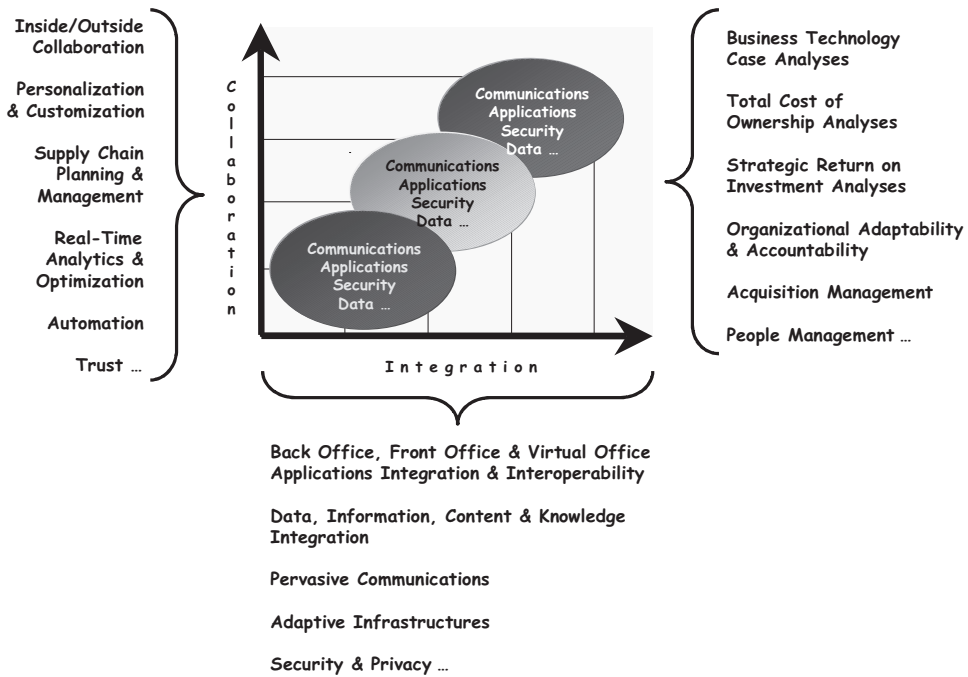 Inside/Outside
Collaboration
Personalization
& Customization
Supply Chain
Planning &
Management
Real-Time
Analytics &
Optimization
Automation
Trust …
Collaboration
Communications
Applications
Security
Data …
Communications
Applications
Security
Data …
Communications
Applications
Security
Data …
Integration
Business Technology
Case Analyses
Total Cost of
Ownership Analyses
Strategic Return on
Investment Analyses
Organizational Adaptability
& Accountability
Acquisition Management
People Management …
Back Office, Front Office & Virtual Office
Applications Integration & Interoperability
Data, Information, Content & Knowledge
Integration
Pervasive Communications
Adaptive Infrastructures
Security & Privacy …